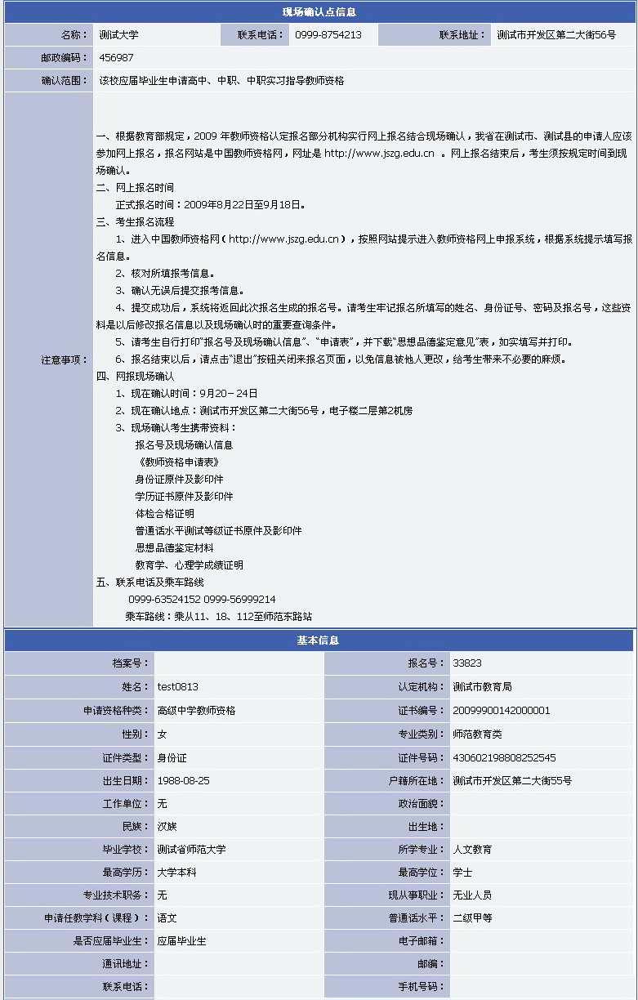 现场确认点信息
名称： 测试大学 联系电话： 0999-8754213 联系地址： 测试市开发区第二大街56号
邮政编码： 456987
确认范围： 该校应届毕业生申请高中、中职、中职实习指导教师资格
一、根据教育部规定，2009 年教师资格认定报名部分机构实行网上报名结合现场确认，我省在测试市、测试县的申请人应该
参加网上报名，报名网站是中国教师资格网，网址是 http://www.jszg.edu.cn 。网上报名结束后，考生须按规定时间到现
场确认。
二、网上报名时间
正式报名时间：2009年8月22日至9月18日。
三、考生报名流程
1、进入中国教师资格网（http://www.jszg.edu.cn），按照网站提示进入教师资格网上申报系统，根据系统提示填写报
名信息。
2、核对所填报考信息。
3、确认无误后提交报考信息。
4、提交成功后，系统将返回此次报名生成的报名号。请考生牢记报名所填写的姓名、身份证号、密码及报名号，这些资
料是以后修改报名信息以及现场确认时的重要查询条件。
5、请考生自行打印“报名号及现场确认信息”、“申请表”，并下载“思想品德鉴定意见”表，如实填写并打印。
注意事项： 6、报名结束以后，请点击“退出”按钮关闭来报名页面，以免信息被他人更改，给考生带来不必要的麻烦。
四、网报现场确认
1、现在确认时间：9月20－24日
2、现在确认地点：测试市开发区第二大街56号，电子楼二层第2机房
3、现场确认考生携带资料：
报名号及现场确认信息
《教师资格申请表》
身份证原件及影印件
学历证书原件及影印件
体检合格证明
普通话水平测试等级证书原件及影印件
思想品德鉴定材料
教育学、心理学成绩证明
五、联系电话及乘车路线
0999-63524152 0999-56999214
乘车路线：乘从11、18、112至师范东路站
基本信息
档案号： 报名号： 33823
姓名： test0813 认定机构： 测试市教育局
申请资格种类： 高级中学教师资格 证书编号： 20099900142000001
性别： 女 专业类别： 师范教育类
证件类型： 身份证 证件号码： 430602198808252545
出生日期： 1988-08-25 户籍所在地： 测试市开发区第二大街55号
工作单位： 无 政治面貌：
民族： 汉族 出生地：
毕业学校： 测试省师范大学 所学专业： 人文教育
最高学历： 大学本科 最高学位： 学士
专业技术职务： 无 现从事职业： 无业人员
申请任教学科（课程）： 语文 普通话水平： 二级甲等
是否应届毕业生： 应届毕业生 电子邮箱：
通讯地址： 邮编：
联系电话： 手机号码：